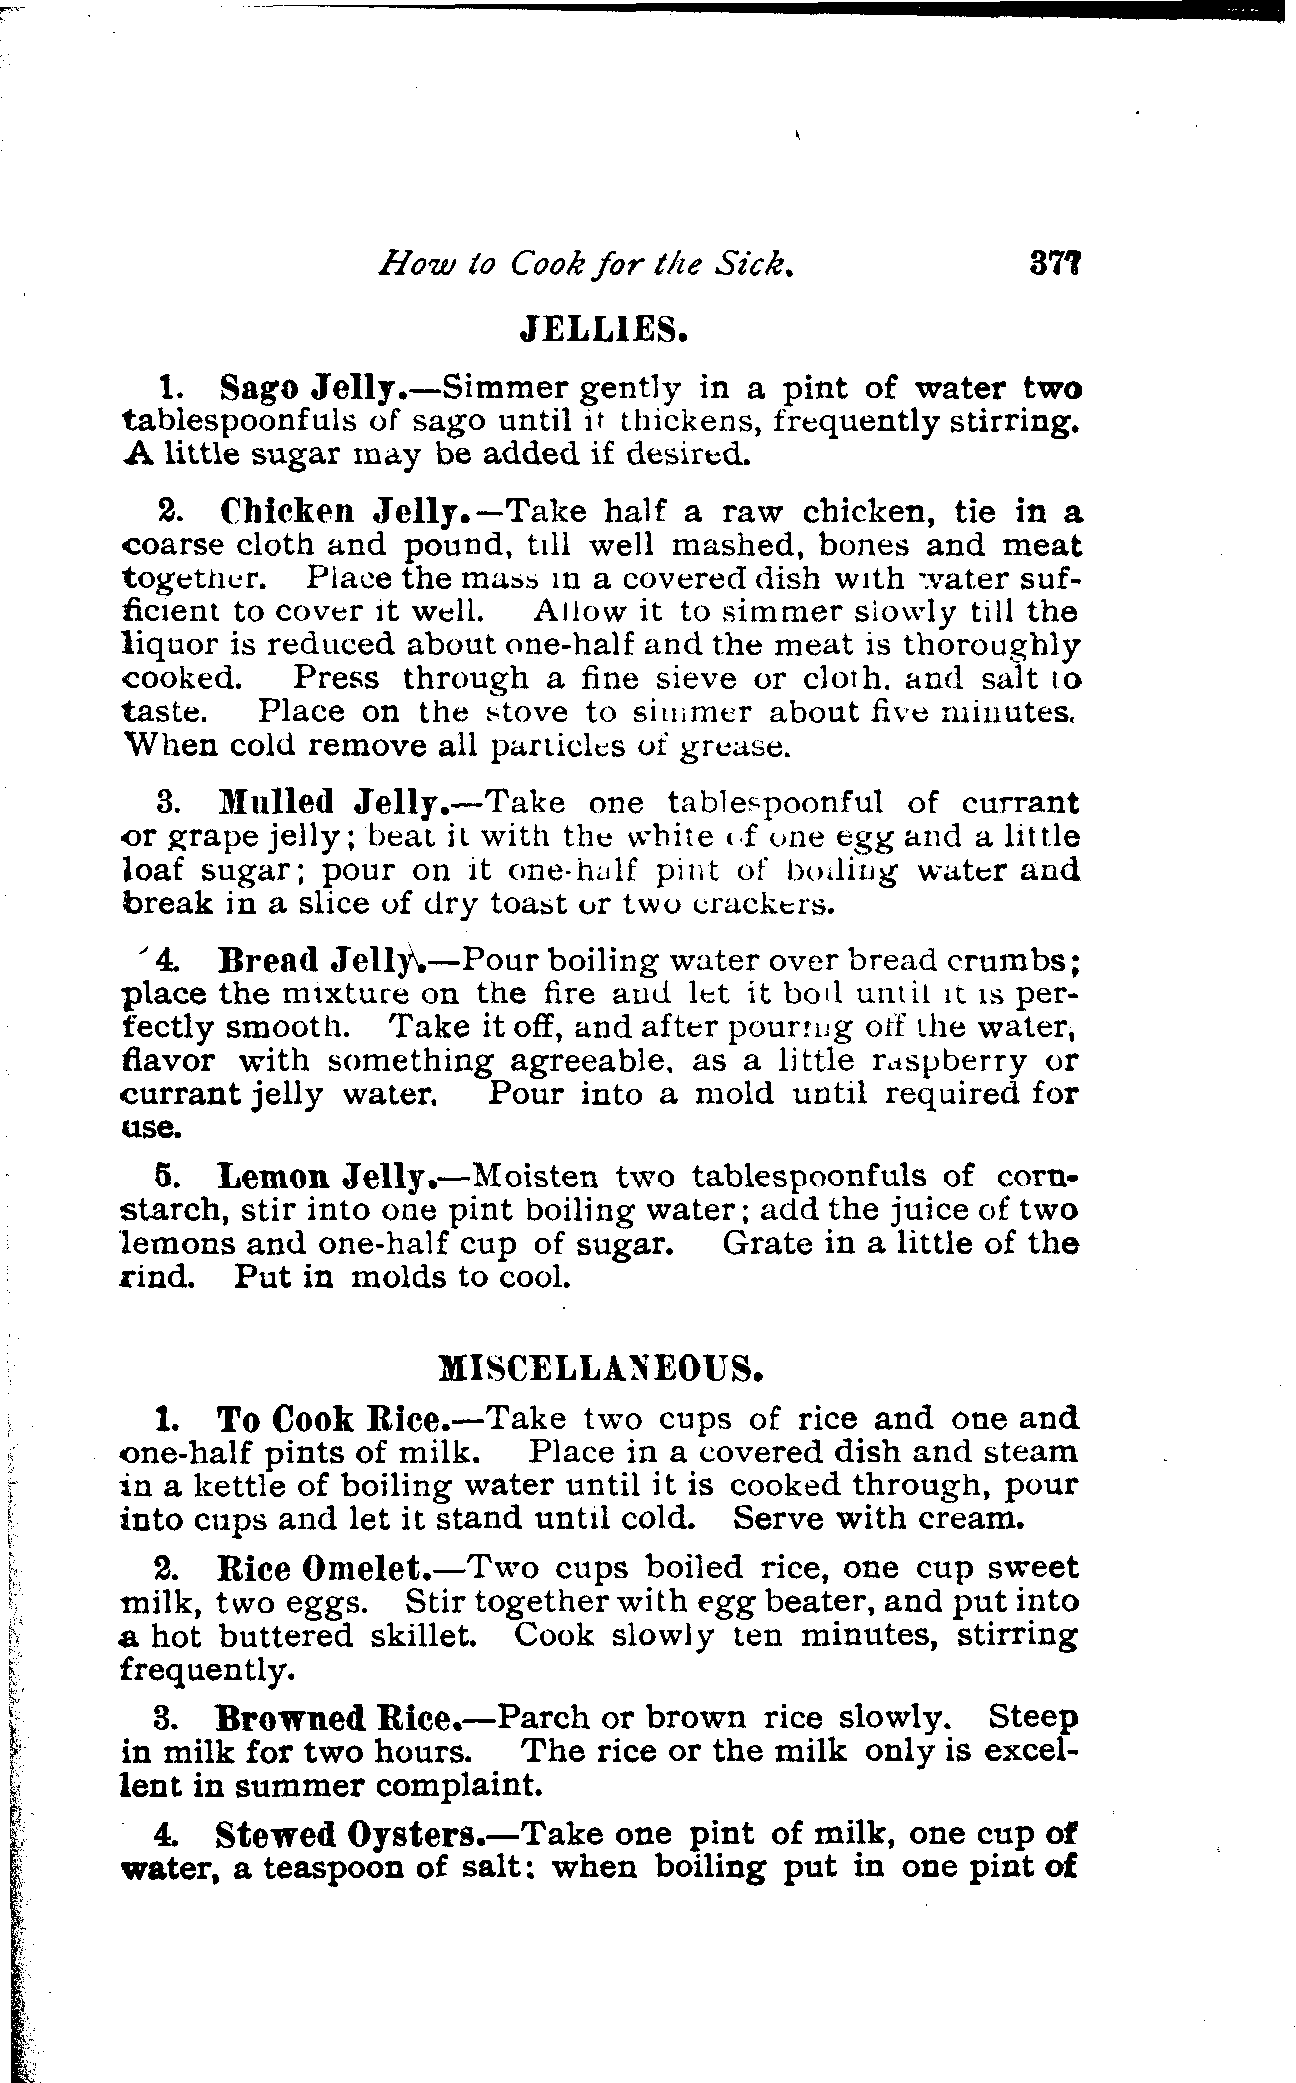 How to Cook for the Sick. 377
JELLIES.
1. Sago Jelly.—Simmer gently in a pint of water two
tablespoonfuls of sago until it thickens, frequently stirring.
A little sugar may be added if desired.
2. Chicken Jelly.—Take half a raw chicken, tie in a
coarse cloth and pound, till well mashed, bones and meat
together. Place the mass in a covered dish with water suf-
ficient to cover it well. Allow it to simmer slowly till the
liquor is reduced about one-half and the meat is thoroughly
cooked. Press through a fine sieve or cloth. and salt to
taste. Place on the stove to simmer about five minutes.
When cold remove all particles of grease.
3. Mulled Jelly.—Take one tablespoonful of currant
or grape jelly; beat it with the white of one egg and a little
loaf sugar; pour on it one-half pint of boiling water and
break in a slice of dry toast or two crackers.
4. Bread Jelly.—Pour boiling water over bread crumbs;
place the mixture on the fire and let it boil until it is per-
fectly smooth. Take it off, and after pouring off the water,
flavor with something agreeable, as a little raspberry or
currant jelly water. Pour into a mold until required for
use.
5. Lemon Jelly.—Moisten two tablespoonfuls of corn-
starch, stir into one pint boiling water; add the juice of two
lemons and one-half cup of sugar. Grate in a little of the
rind. Put in molds to cool.
MISCELLANEOUS.
1. To Cook Rice.—Take two cups of rice and one and
one-half pints of milk. Place in a covered dish and steam
in a kettle of boiling water until it is cooked through, pour
into cups and let it stand until cold. Serve with cream.
2. Rice Omelet.—Two cups boiled rice, one cup sweet
milk, two eggs. Stir together with egg beater, and put into
a hot buttered skillet. Cook slowly ten minutes, stirring
frequently.
3. Browned Rice.—Parch or brown rice slowly. Steep
in milk for two hours. The rice or the milk only is excel-
lent in summer complaint.
4. Stewed Oysters.—Take one pint of milk, one cup of
water, a teaspoon of salt: when boiling put in one pint of